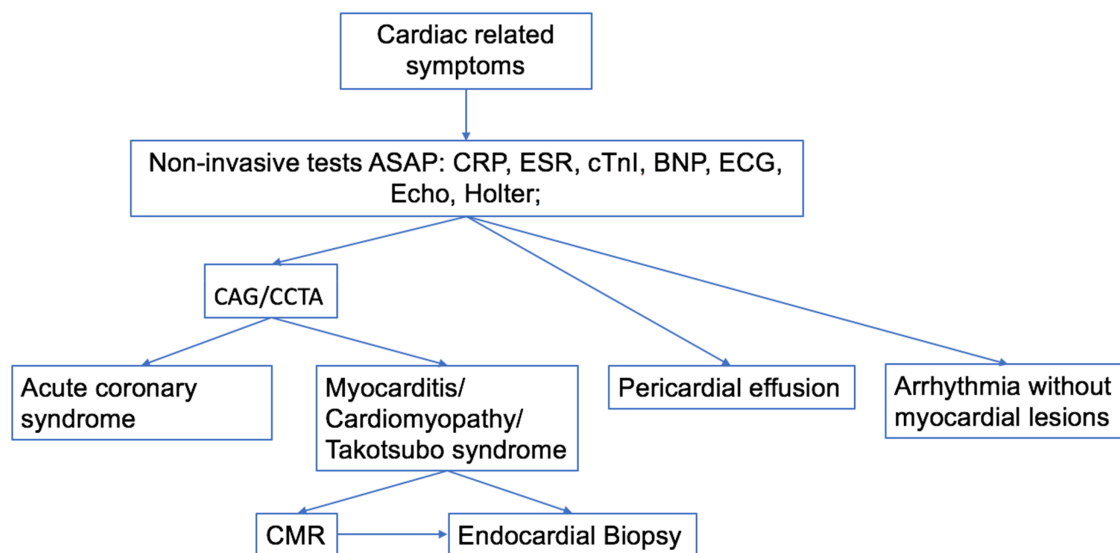 Cardiac related
symptoms
Non-invasive tests ASAP: CRP, ESR, cTnI, BNP, ECG,
Echo, Holter;
CAG/CCTA
Acute coronary
syndrome
Myocarditis/
Cardiomyopathy/
Takotsubo syndrome
Pericardial effusion
Arrhythmia without
myocardial lesions
CMR
Endocardial Biopsy